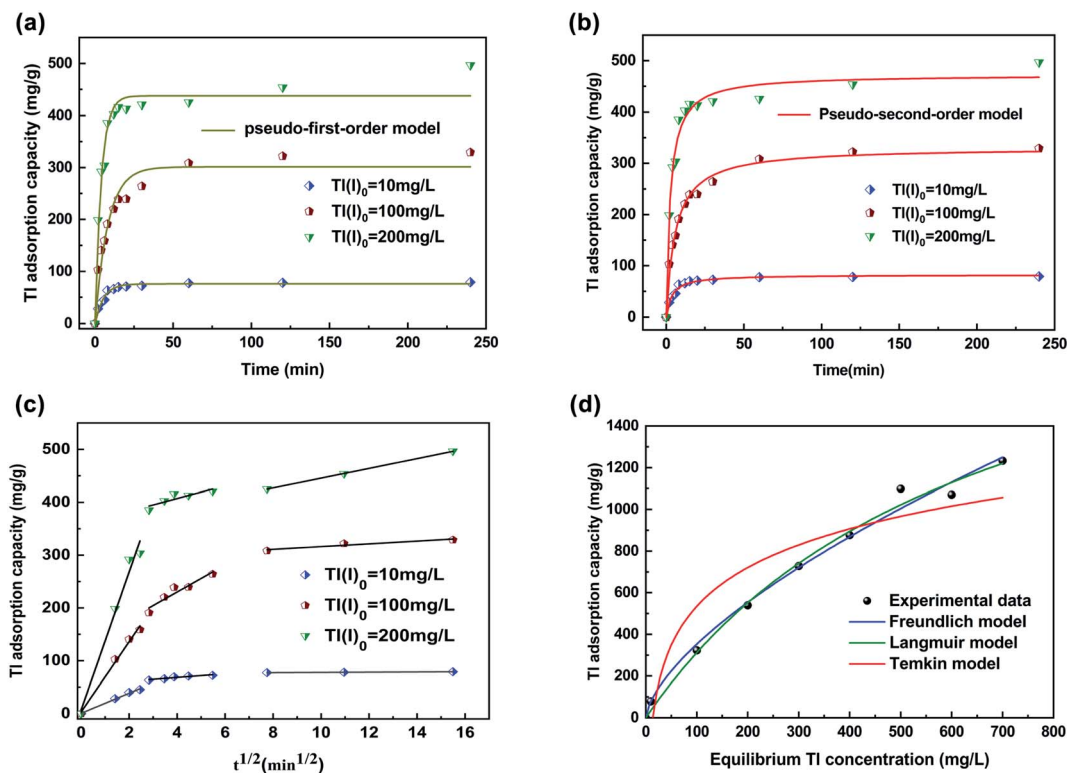 (a)
Tl adsorption capacity (mg/g)
500
400
300
200
100
0
pseudo-first-order model
Tl(I)₀=10mg/L
Tl(I)₀=100mg/L
Tl(I)₀=200mg/L
0 50 100 150 200 250
Time (min)
(b)
Tl adsorption capacity (mg/g)
500
400
300
200
100
0
Pseudo-second-order model
Tl(I)₀=10mg/L
Tl(I)₀=100mg/L
Tl(I)₀=200mg/L
0 50 100 150 200 250
Time(min)
(c)
Tl adsorption capacity (mg/g)
500
400
300
200
100
0
Tl(I)₀=10mg/L
Tl(I)₀=100mg/L
Tl(I)₀=200mg/L
0 2 4 6 8 10 12 14 16
t^1/2(min^1/2)
(d)
Tl adsorption capacity (mg/g)
1400
1200
1000
800
600
400
200
0
Experimental data
Freundlich model
Langmuir model
Temkin model
0 100 200 300 400 500 600 700 800
Equilibrium Tl concentration (mg/L)